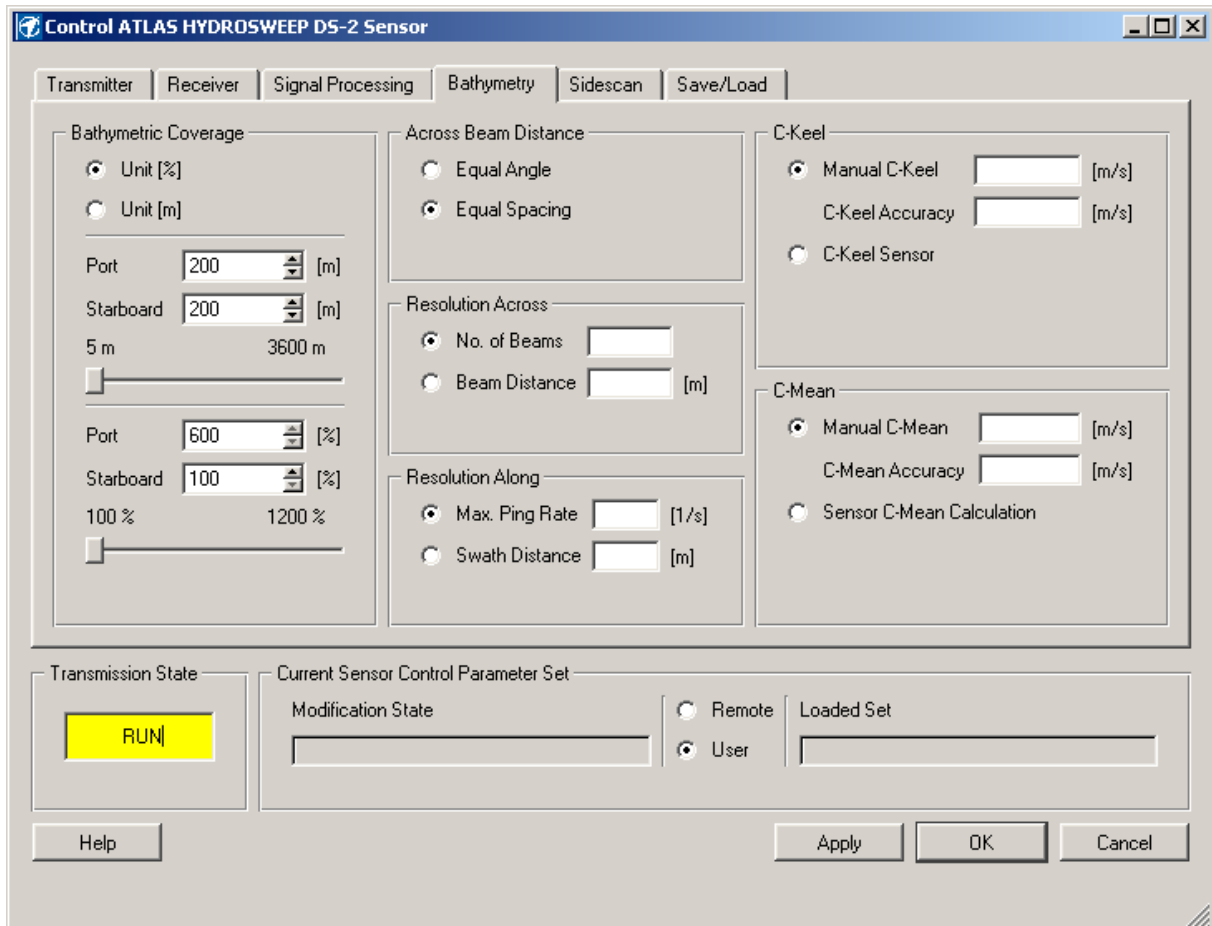 Control ATLAS HYDROSWEEP DS-2 Sensor
Transmitter Receiver Signal Processing Bathymetry Sidescan Save/Load
Bathymetric Coverage
Unit [%]
Unit [m]
Port 200 [m]
Starboard 200 [m]
5 m 3600 m
Port 600 [%]
Starboard 100 [%]
100 % 1200 %
Across Beam Distance
Equal Angle
Equal Spacing
Resolution Across
No. of Beams
Beam Distance [m]
Resolution Along
Max. Ping Rate [1/s]
Swath Distance [m]
C-Keel
Manual C-Keel [m/s]
C-Keel Accuracy [m/s]
C-Keel Sensor
C-Mean
Manual C-Mean [m/s]
C-Mean Accuracy [m/s]
Sensor C-Mean Calculation
Transmission State
RUN
Current Sensor Control Parameter Set
Modification State
Remote
User
Loaded Set
Help Apply OK Cancel